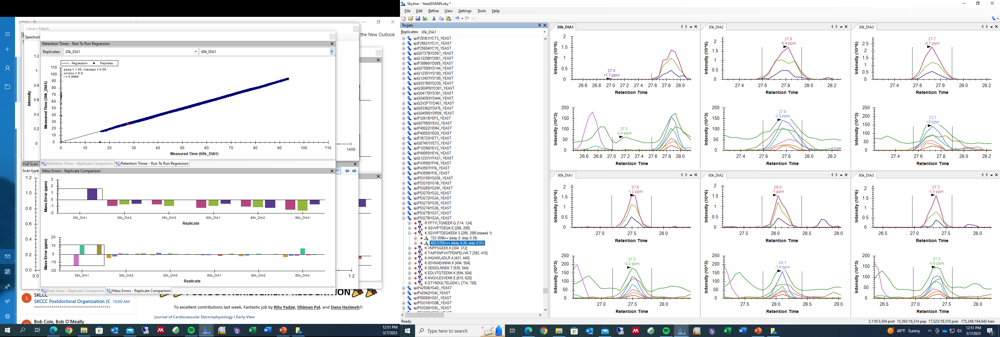 Library Match
the New Outlook
Spectrum
Retention Times - Run To Run Regression
Replicates: 30k_DIA1 60k_DIA1
Regression Peptides
slope = 1.00, intercept = 0.09
window = 5.9
r = 0.9966
Measured Time (30k_DIA1)
110
100
90
80
70
60
50
40
30
20
10
0
0 10 20 30 40 50 60 70 80 90 100 110
1400
Measured Time (60k_DIA1)
Intensity
1.2
1
0.8
0.6
0.4
0.2
0
Retention Times - Replicate Comparison Retention Times - Run To Run Regression
Full Scan
Scan type:
1.2
1.0
0.8
0.6
0.4
0.2
0.0
0.0
1.2
Mass Errors - Replicate Comparison
Mass Error (ppm)
3
2
1
0
-1
-2
30k_DIA1 30k_DIA2 30k_DIA3 60k_DIA1 60k_DIA2 60k_DIA3
Replicate
Mass Error (ppm)
20
10
0
-10
-20
30k_DIA1 30k_DIA2 30k_DIA3 60k_DIA1 60k_DIA2 60k_DIA3
Replicate
Peak Areas - Replicate Comparison Mass Errors - Replicate Comparison
S
SKCCC
SKCCC Postdoctoral Organization (C 10:09 AM
Bob Cole, Bob O'Meally
RECOGNITION
To excellent contributions last week. Fantastic job by Ritu Yadav, Dhiman Pal, and Dana Hazimeh!!
Journal of Cardiovascular Electrophysiology / Early View
12:51 PM
3/7/2023
Skyline - YeastDIANN.sky *
File Edit Refine View Settings Tools Help
Targets
Replicates: 30k_DIA1
sp|P25361|YCT3_YEAST
sp|P25631|YCU1_YEAST
sp|P25654|YCY0_YEAST
sp|Q07379|YD057_YEAST
sp|Q12298|YD061_YEAST
sp|P38966|YD089_YEAST
sp|Q07589|YD144_YEAST
sp|Q12301|YD180_YEAST
sp|Q12407|YD199_YEAST
sp|Q03780|YD239_YEAST
sp|Q3E6R5|YD381_YEAST
sp|Q04170|YD391_YEAST
sp|Q04093|YD444_YEAST
sp|Q2V2P7|YD461_YEAST
sp|Q03362|YD476_YEAST
sp|Q04585|YDR09_YEAST
sp|P32618|YEF3_YEAST
sp|Q07950|YEH2_YEAST
sp|P40022|YEM4_YEAST
sp|P40052|YEQ9_YEAST
sp|P35723|YET1_YEAST
sp|Q07451|YET3_YEAST
sp|P10356|YEY2_YEAST
sp|P40093|YEY6_YEAST
sp|Q12331|YFAS1_YEAST
sp|P43590|YFH6_YEAST
sp|P43597|YFI6_YEAST
sp|P43599|YFI8_YEAST
sp|P53185|YG036_YEAST
sp|P53210|YG1B_YEAST
sp|P53265|YG2W_YEAST
sp|P53270|YG32_YEAST
sp|P53272|YG34_YEAST
sp|P53273|YG35_YEAST
sp|P53274|YG36_YEAST
sp|P53275|YG37_YEAST
sp|P53278|YG3A_YEAST
R.FPTYLTQNEER.Q [114, 124]
K.SGVVPTDEQK.E [286, 295]
K.SGVVPTDEQKEEK.S [286, 298] (missed 1)
723.3596++ (idotp 0, dotp 0.38)
482.5755+++ (idotp 0.26, dotp 0.51)
K.VNPPSGEEK.K [304, 312]
K.TAAPSNPVATPENPELIVK.T [392, 410]
K.IHQAWLADLR.A [431, 440]
K.IIDVNAEHNNK.K [494, 504]
K.SEIDDLNNEK.T [535, 544]
K.EDLVTQTEENK.K [594, 604]
K.NVQVLESVENK.E [610, 620]
K.QTYNDQLTELQDK.L [714, 726]
sp|P42936|YG4D_YEAST
sp|P42942|YG4I_YEAST
sp|P50089|YG51_YEAST
sp|P53316|YG5B_YEAST
sp|P53326|YG5L_YEAST
30k_DIA1
Intensity (10^6)
2
1.5
1
0.5
0
27.0
+1.7 ppm
26.6 26.8 27.0 27.2 27.4 27.6 27.8 28.0
Retention Time
Intensity (10^3)
200
150
100
50
0
27.2
-0.4 ppm
26.6 26.8 27.0 27.2 27.4 27.6 27.8 28.0
Retention Time
30k_DIA2
Intensity (10^6)
2
1.5
1
0.5
0
27.8
-0.9 ppm
27.4 27.6 27.8 28.0 28.2
Retention Time
Intensity (10^3)
200
150
100
50
0
27.8
-2.5 ppm
27.4 27.6 27.8 28.0 28.2
Retention Time
30k_DIA3
Intensity (10^6)
2.5
2
1.5
1
0.5
0
27.7
-0.7 ppm
27.4 27.6 27.8 28.0 28.2
Retention Time
Intensity (10^3)
250
200
150
100
50
0
27.7
+2 ppm
27.4 27.6 27.8 28.0 28.2
Retention Time
60k_DIA1
Intensity (10^6)
2
1.5
1
0.5
0
27.6
-1.2 ppm
27.0 27.5 28.0
Retention Time
Intensity (10^3)
250
200
150
100
50
0
27.5
-0.2 ppm
27.0 27.5 28.0
Retention Time
60k_DIA2
Intensity (10^6)
2
1.5
1
0.5
0
28.0
-1 ppm
27.5 28.0 28.5 29.0
Retention Time
Intensity (10^3)
250
200
150
100
50
0
28.1
-1.4 ppm
27.5 28.0 28.5 29.0
Retention Time
60k_DIA3
Intensity (10^6)
2
1.5
1
0.5
0
27.3
-1.5 ppm
26.5 27.0 27.5 28.0
Retention Time
Intensity (10^3)
200
150
100
50
0
27.3
-0.8 ppm
26.5 27.0 27.5 28.0
Retention Time
Ready
3,119/3,304 prot 15,393/16,314 pep 17,523/18,510 prec 175,249/184,642 tran
Type here to search
48°F Sunny
12:51 PM
3/7/2023